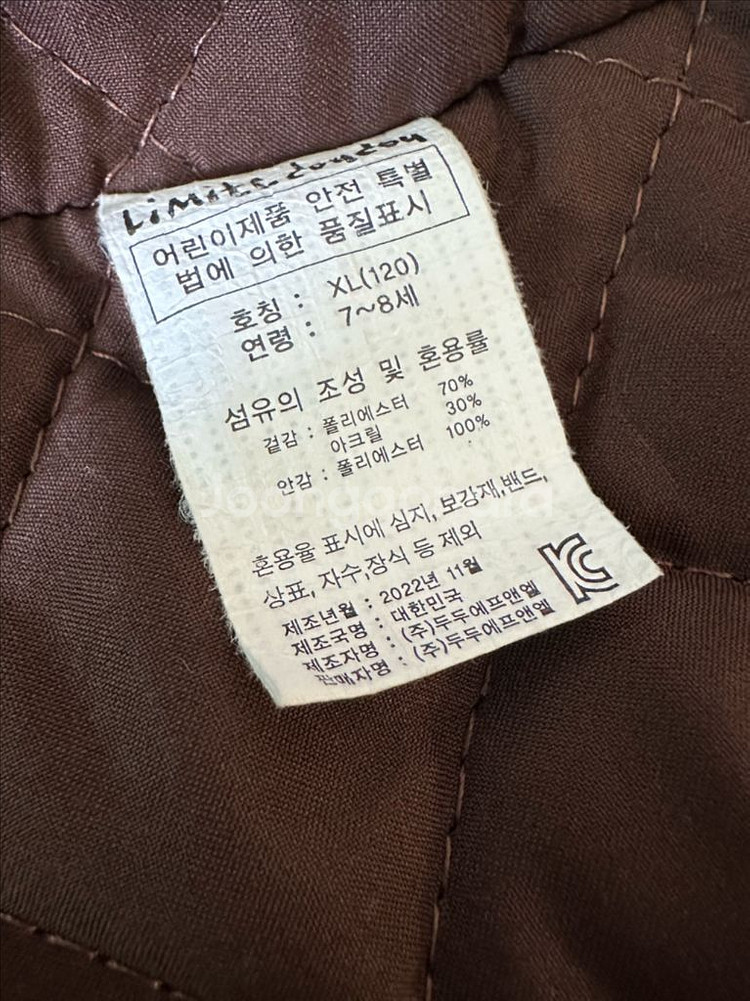 어린이제품 안전 특별
법에 의한 품질표시
호칭 : XL(120)
연령 : 7~8세
섬유의 조성 및 혼용률
겉감 : 폴리에스터 70%
아크릴 30%
안감 : 폴리에스터 100%
혼용율 표시에 심지, 보강재,밴드,
상표, 자수,장식 등 제외
제조년월 : 2022년 11월
제조국명 : 대한민국
제조자명 : (주)두두에프앤엘
판매자명 : (주)두두에프앤엘